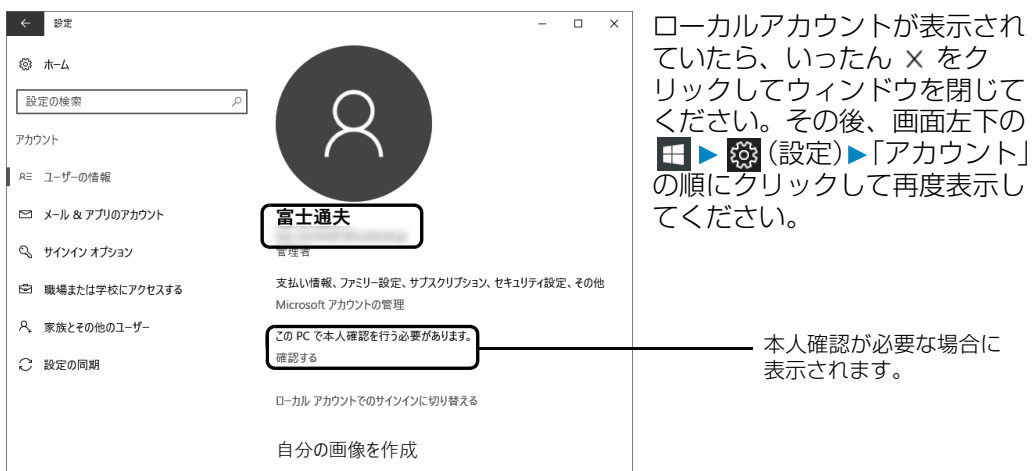 設定
ホーム
設定の検索
アカウント
ユーザーの情報
メール & アプリのアカウント
サインイン オプション
職場または学校にアクセスする
家族とその他のユーザー
設定の同期
富士通夫
管理者
支払い情報、ファミリー設定、サブスクリプション、セキュリティ設定、その他
Microsoft アカウントの管理
この PC で本人確認を行う必要があります。
確認する
ローカル アカウントでのサインインに切り替える
自分の画像を作成
ローカルアカウントが表示され
ていたら、いったん × をク
リックしてウィンドウを閉じて
ください。その後、画面左下の
▶ (設定)▶「アカウント」
の順にクリックして再度表示し
てください。
本人確認が必要な場合に
表示されます。